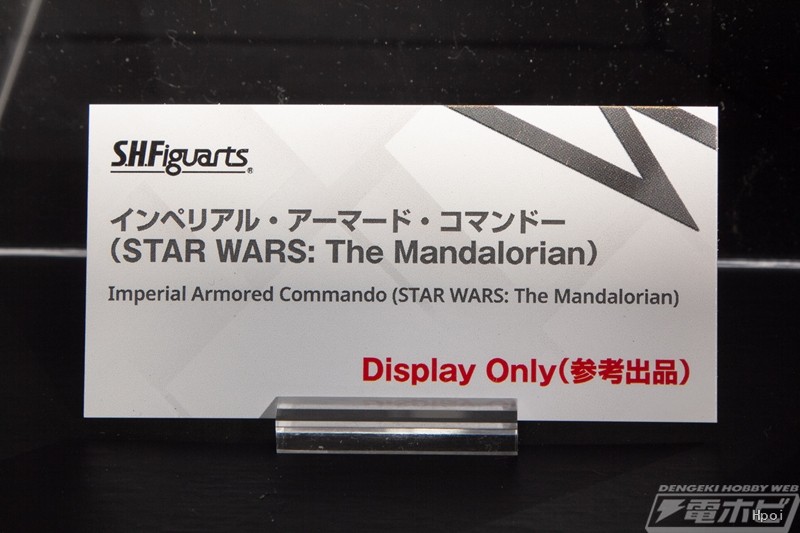 S.H.Figuarts®
インペリアル・アーマード・コマンドー
（STAR WARS: The Mandalorian）
Imperial Armored Commando (STAR WARS: The Mandalorian)
Display Only（参考出品）
DENGEKI HOBBY WEB
電ホビ
Hpoi